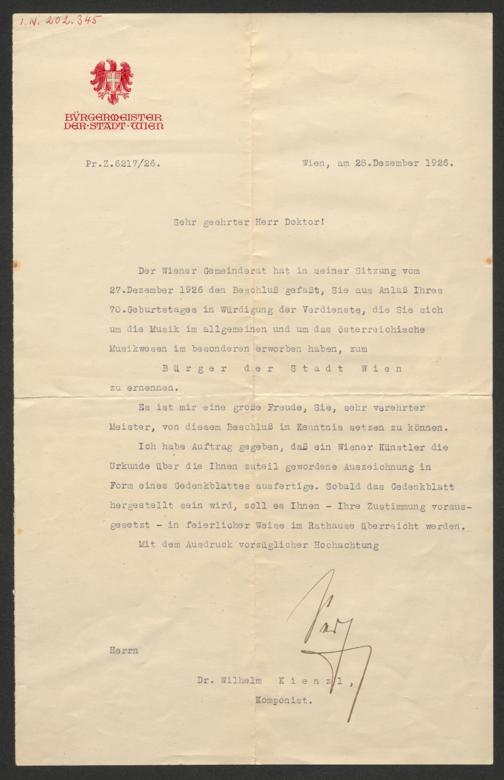 I.N. 202.345
BÜRGERMEISTER
DER·STADT·WIEN
Pr.Z.6217/26.
Wien, am 28.Dezember 1926.
Sehr geehrter Herr Doktor!
Der Wiener Gemeinderat hat in seiner Sitzung vom
27.Dezember 1926 den Beschluß gefaßt, Sie aus Anlaß Ihres
70.Geburtstages in Würdigung der Verdienste, die Sie sich
um die Musik im allgemeinen und um das österreichische
Musikwesen im besonderen erworben haben, zum
Bürger der Stadt Wien
zu ernennen.
Es ist mir eine große Freude, Sie, sehr verehrter
Meister, von diesem Beschluß in Kenntnis setzen zu können.
Ich habe Auftrag gegeben, daß ein Wiener Künstler die
Urkunde über die Ihnen zuteil gewordene Auszeichnung in
Form eines Gedenkblattes ausfertige. Sobald das Gedenkblatt
hergestellt sein wird, soll es Ihnen - Ihre Zustimmung voraus-
gesetzt - in feierlicher Weise im Rathause überreicht werden.
Mit dem Ausdruck vorzüglicher Hochachtung
Herrn
Dr. Wilhelm Kienzl.
Komponist.